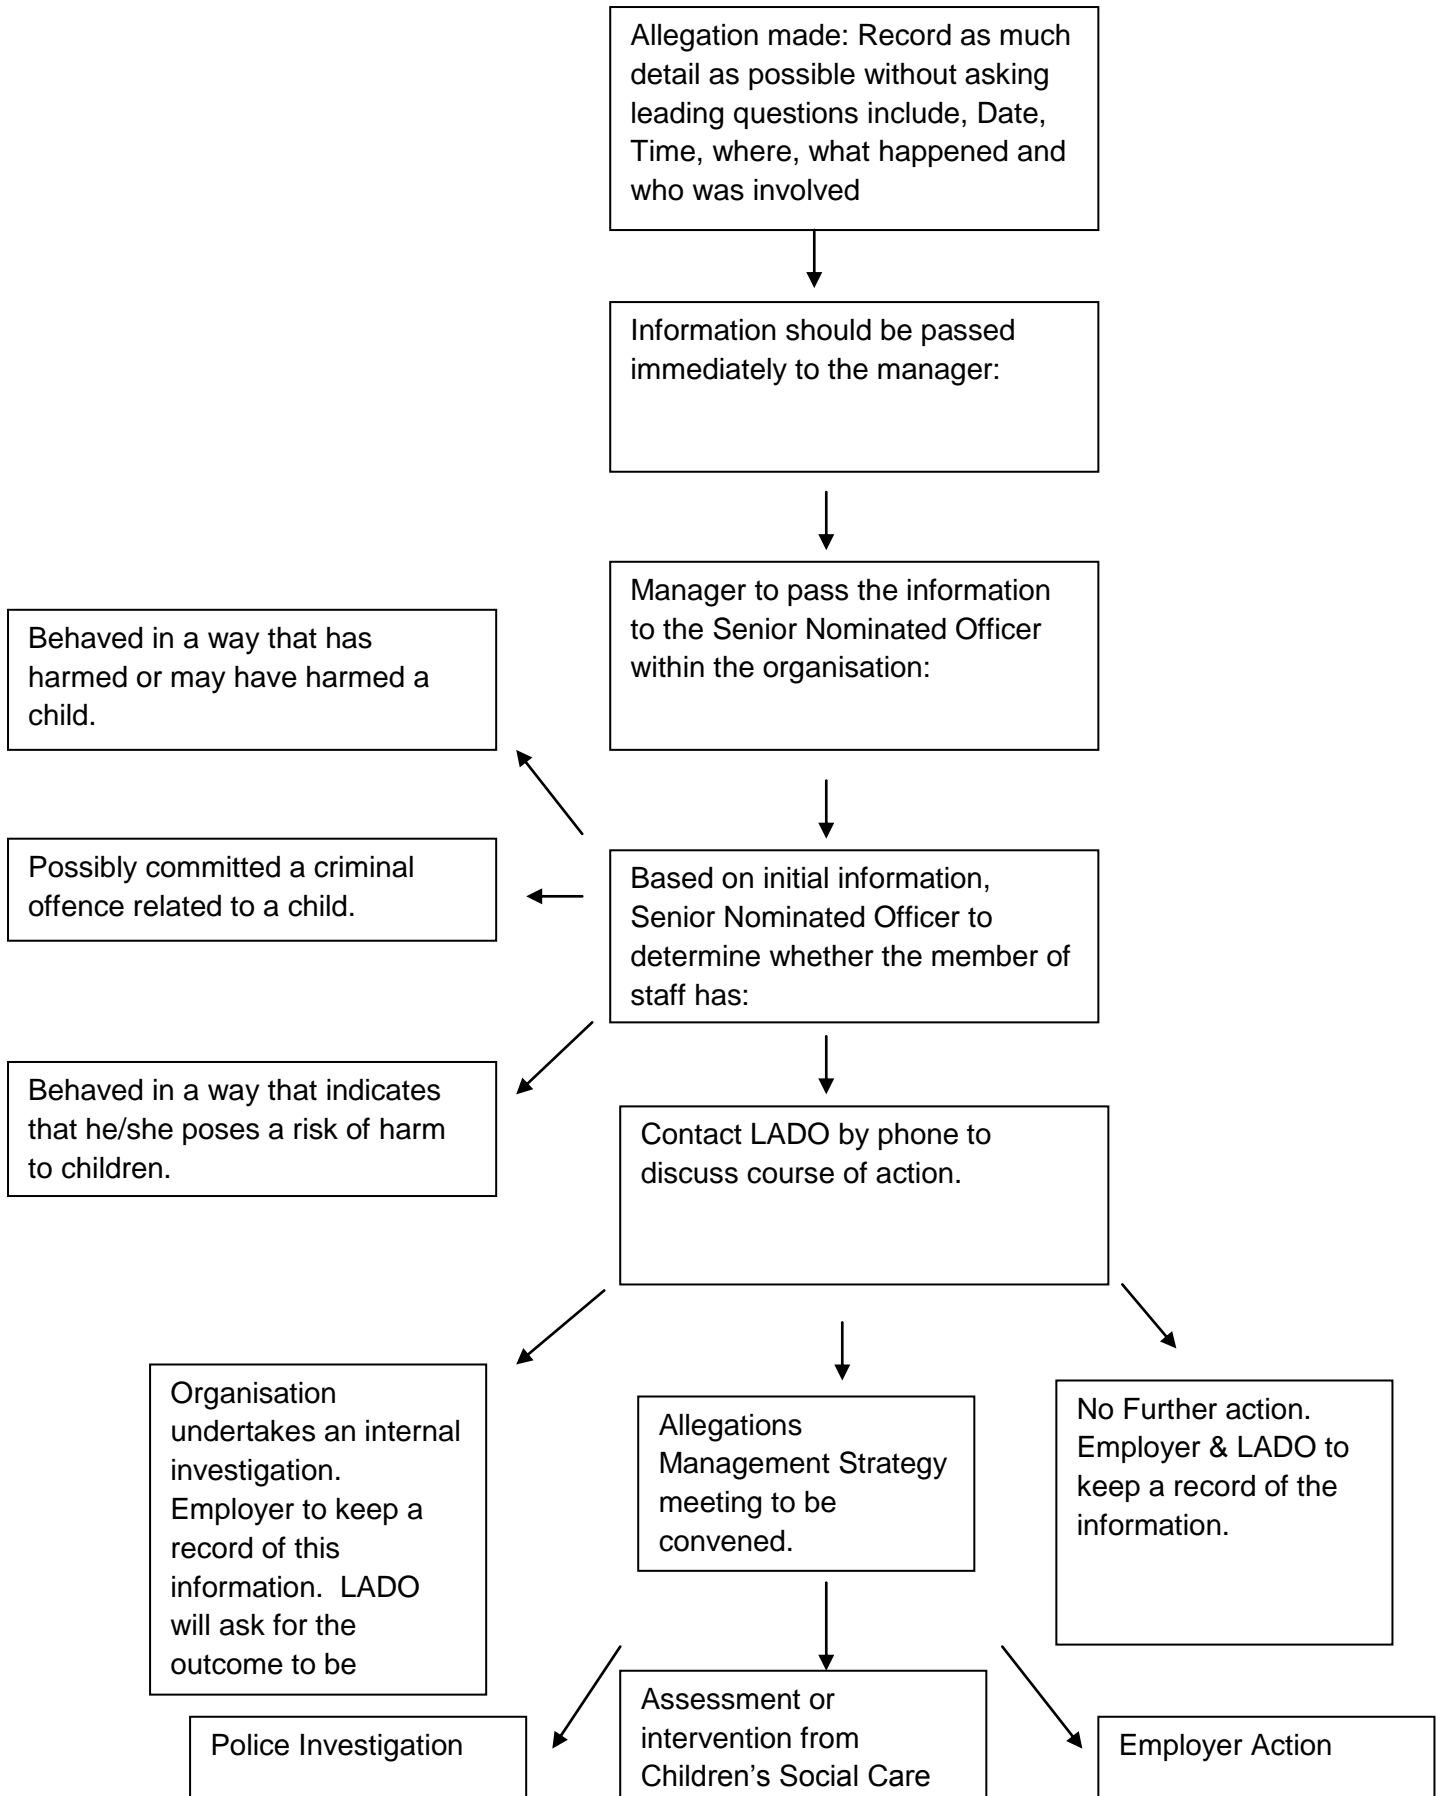 Allegation made: Record as much
detail as possible without asking
leading questions include, Date,
Time, where, what happened and
who was involved
Information should be passed
immediately to the manager:
Manager to pass the information
to the Senior Nominated Officer
within the organisation:
Behaved in a way that has
harmed or may have harmed a
child.
Possibly committed a criminal
offence related to a child.
Based on initial information,
Senior Nominated Officer to
determine whether the member of
staff has:
Behaved in a way that indicates
that he/she poses a risk of harm
to children.
Contact LADO by phone to
discuss course of action.
Organisation
undertakes an internal
investigation.
Employer to keep a
record of this
information.  LADO
will ask for the
outcome to be
Allegations
Management Strategy
meeting to be
convened.
No Further action.
Employer & LADO to
keep a record of the
information.
Police Investigation
Assessment or
intervention from
Children’s Social Care
Employer Action